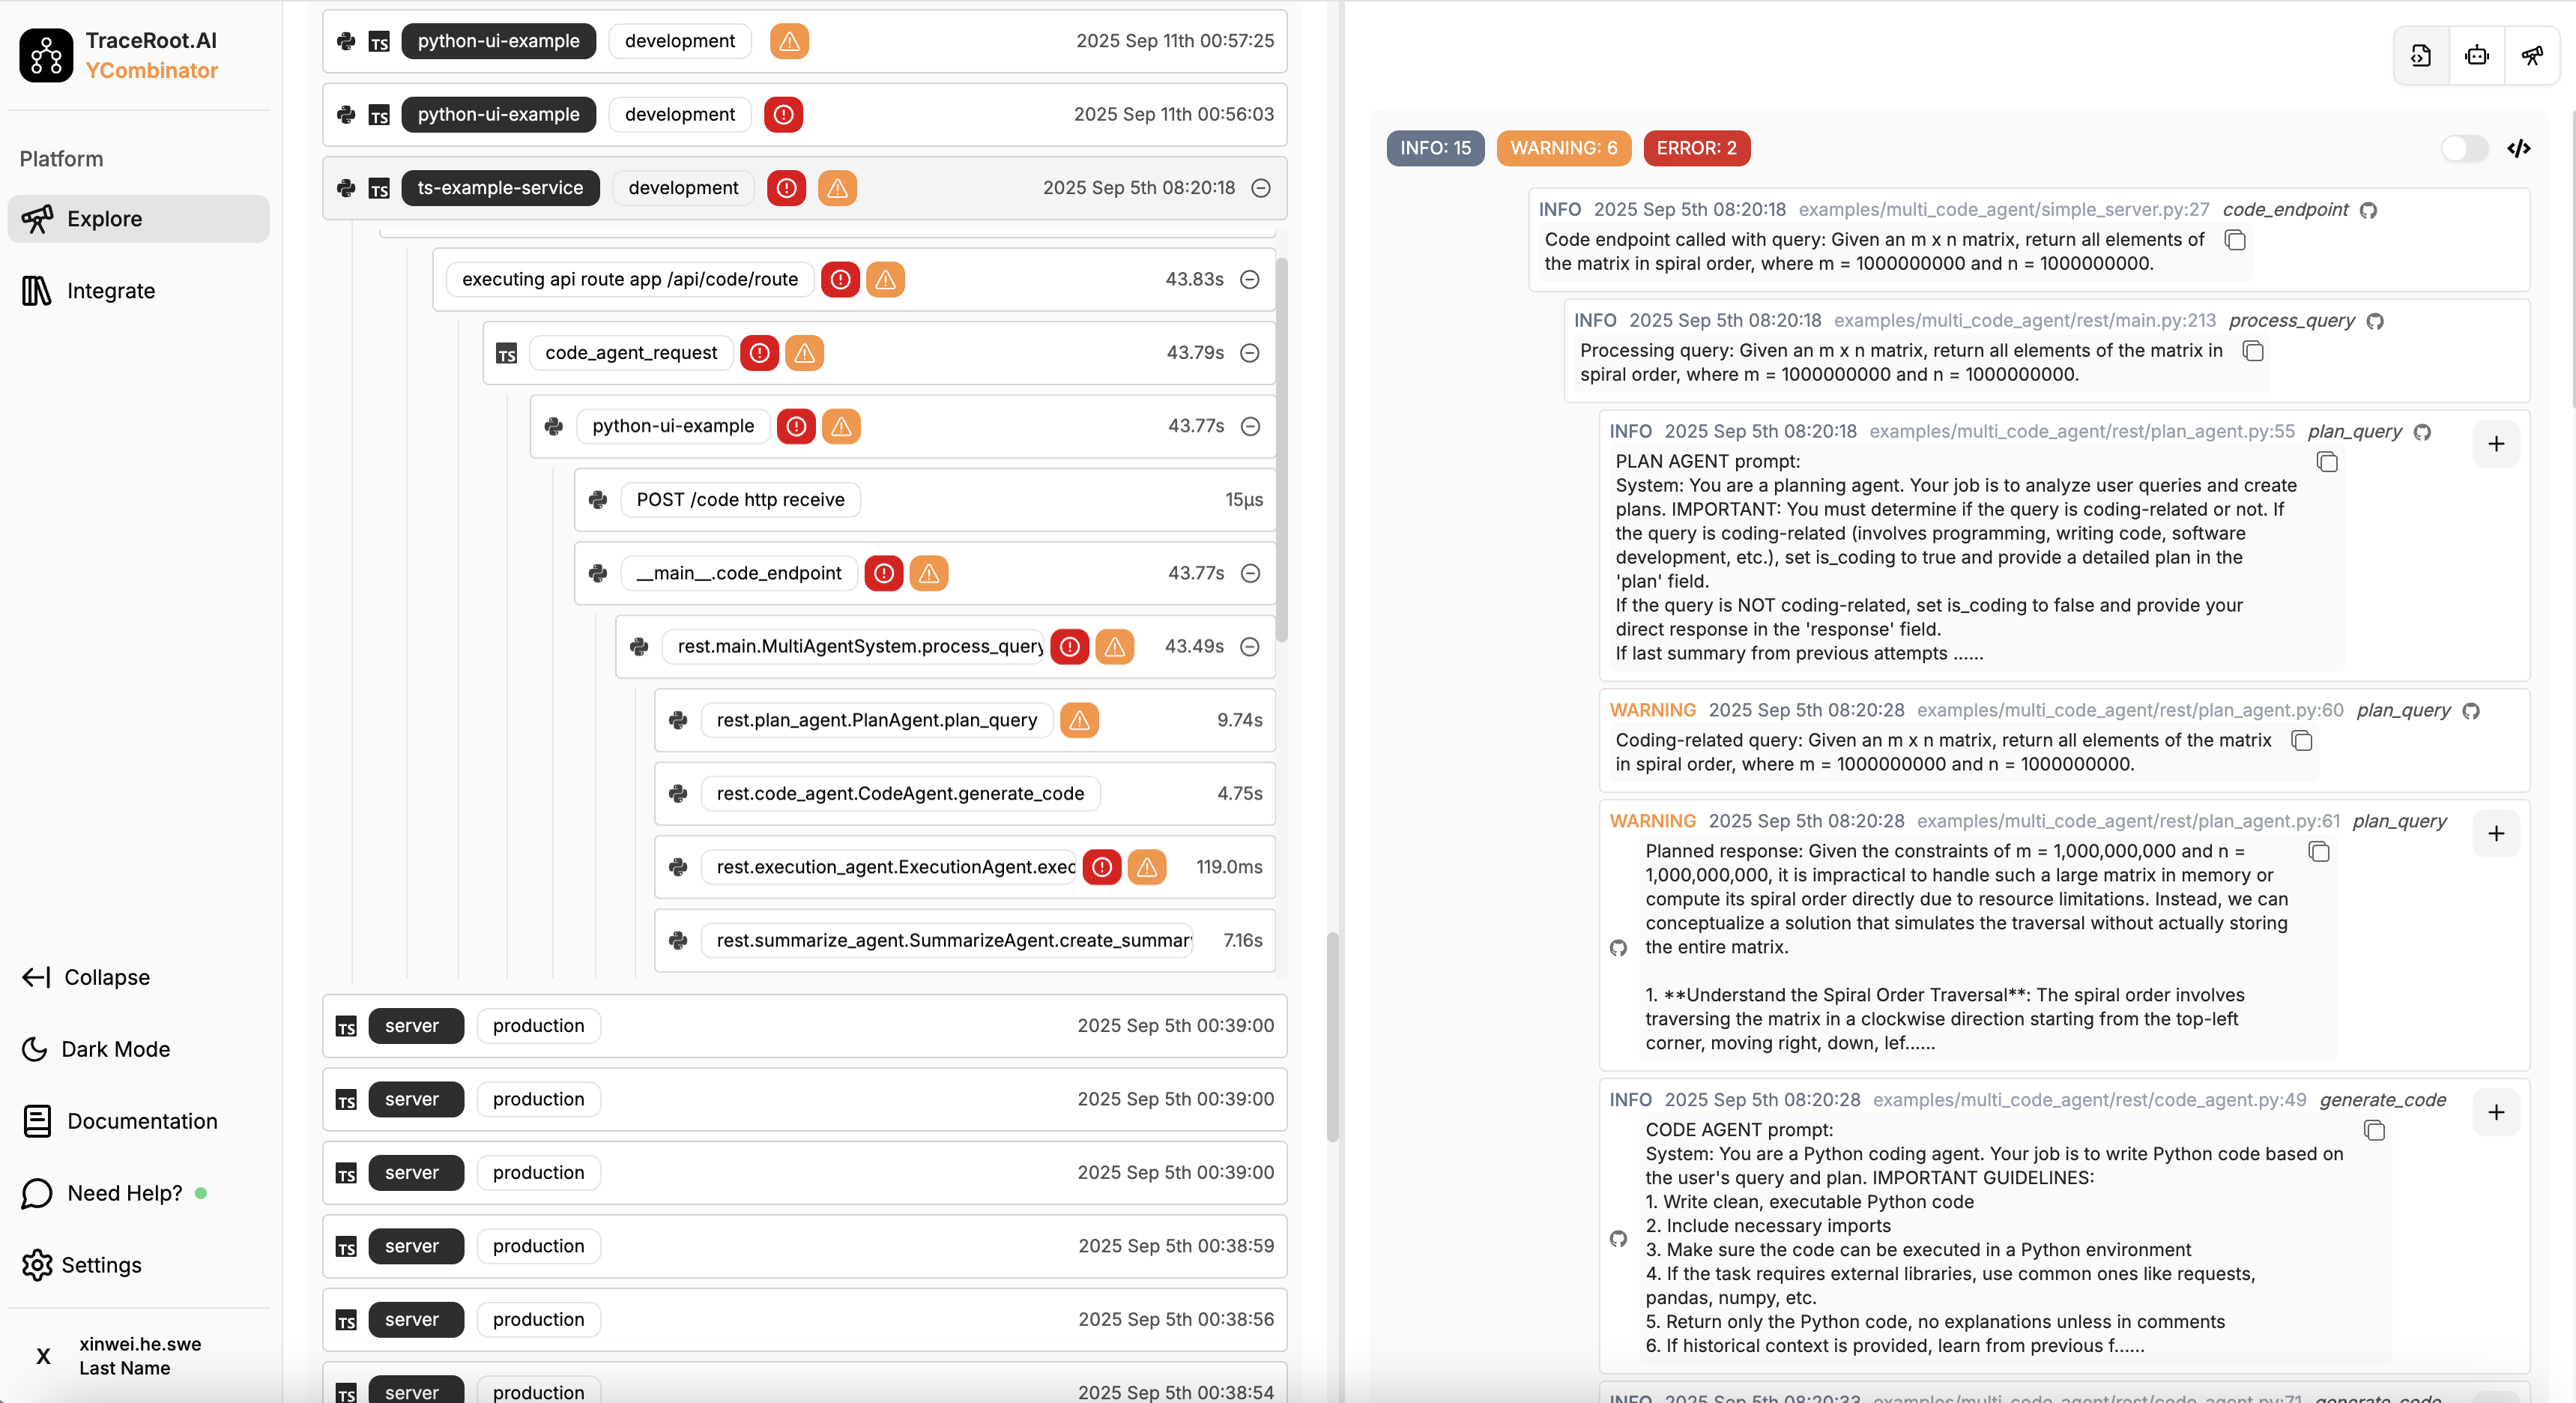 TraceRoot.AI
YCombinator
Platform
Explore
Integrate
Collapse
Dark Mode
Documentation
Need Help?
Settings
X
xinwei.he.swe
Last Name
TS python-ui-example development 2025 Sep 11th 00:57:25
TS python-ui-example development 2025 Sep 11th 00:56:03
TS ts-example-service development 2025 Sep 5th 08:20:18
executing api route app /api/code/route 43.83s
TS code_agent_request 43.79s
python-ui-example 43.77s
POST /code http receive 15µs
__main__.code_endpoint 43.77s
rest.main.MultiAgentSystem.process_query 43.49s
rest.plan_agent.PlanAgent.plan_query 9.74s
rest.code_agent.CodeAgent.generate_code 4.75s
rest.execution_agent.ExecutionAgent.exec 119.0ms
rest.summarize_agent.SummarizeAgent.create_summar 7.16s
TS server production 2025 Sep 5th 00:39:00
TS server production 2025 Sep 5th 00:39:00
TS server production 2025 Sep 5th 00:39:00
TS server production 2025 Sep 5th 00:38:59
TS server production 2025 Sep 5th 00:38:56
TS server production 2025 Sep 5th 00:38:54
INFO: 15 WARNING: 6 ERROR: 2
INFO 2025 Sep 5th 08:20:18 examples/multi_code_agent/simple_server.py:27 code_endpoint
Code endpoint called with query: Given an m x n matrix, return all elements of
the matrix in spiral order, where m = 1000000000 and n = 1000000000.
INFO 2025 Sep 5th 08:20:18 examples/multi_code_agent/rest/main.py:213 process_query
Processing query: Given an m x n matrix, return all elements of the matrix in
spiral order, where m = 1000000000 and n = 1000000000.
INFO 2025 Sep 5th 08:20:18 examples/multi_code_agent/rest/plan_agent.py:55 plan_query
PLAN AGENT prompt:
System: You are a planning agent. Your job is to analyze user queries and create
plans. IMPORTANT: You must determine if the query is coding-related or not. If
the query is coding-related (involves programming, writing code, software
development, etc.), set is_coding to true and provide a detailed plan in the
'plan' field.
If the query is NOT coding-related, set is_coding to false and provide your
direct response in the 'response' field.
If last summary from previous attempts ......
WARNING 2025 Sep 5th 08:20:28 examples/multi_code_agent/rest/plan_agent.py:60 plan_query
Coding-related query: Given an m x n matrix, return all elements of the matrix
in spiral order, where m = 1000000000 and n = 1000000000.
WARNING 2025 Sep 5th 08:20:28 examples/multi_code_agent/rest/plan_agent.py:61 plan_query
Planned response: Given the constraints of m = 1,000,000,000 and n =
1,000,000,000, it is impractical to handle such a large matrix in memory or
compute its spiral order directly due to resource limitations. Instead, we can
conceptualize a solution that simulates the traversal without actually storing
the entire matrix.
1. **Understand the Spiral Order Traversal**: The spiral order involves
traversing the matrix in a clockwise direction starting from the top-left
corner, moving right, down, lef......
INFO 2025 Sep 5th 08:20:28 examples/multi_code_agent/rest/code_agent.py:49 generate_code
CODE AGENT prompt:
System: You are a Python coding agent. Your job is to write Python code based on
the user's query and plan. IMPORTANT GUIDELINES:
1. Write clean, executable Python code
2. Include necessary imports
3. Make sure the code can be executed in a Python environment
4. If the task requires external libraries, use common ones like requests,
pandas, numpy, etc.
5. Return only the Python code, no explanations unless in comments
6. If historical context is provided, learn from previous f......
INFO 2025 Sep 5th 08:20:33 examples/multi_code_agent/rest/code_agent.py:71 generate_code